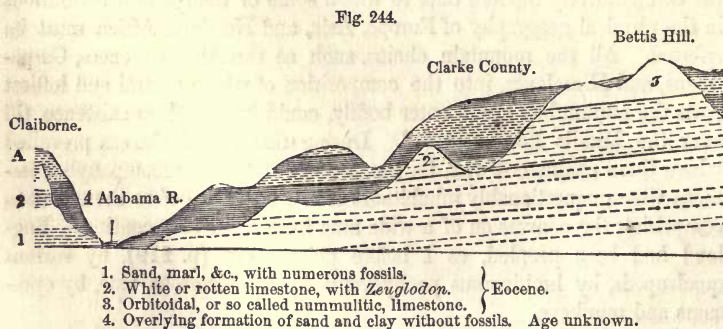 Fig. 244.
Bettis Hill.
Clarke County.
3
Claiborne.
A
2
4 Alabama R.
2
1
1. Sand, marl, &c., with numerous fossils.
2. White or rotten limestone, with Zeuglodon. } Eocene.
3. Orbitoidal, or so called nummulitic, limestone.
4. Overlying formation of sand and clay without fossils. Age unknown.